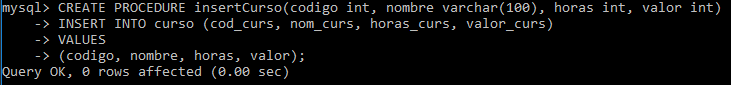 mysql> CREATE PROCEDURE insertCurso(codigo int, nombre varchar(100), horas int, valor int)
    -> INSERT INTO curso (cod_curs, nom_curs, horas_curs, valor_curs)
    -> VALUES
    -> (codigo, nombre, horas, valor);
Query OK, 0 rows affected (0.00 sec)